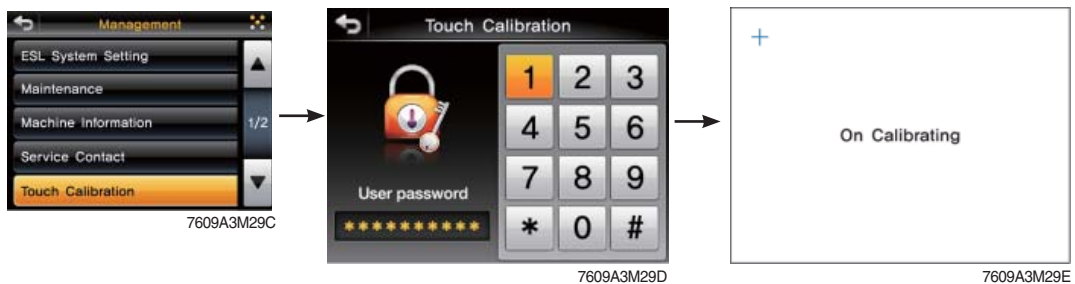 Management
ESL System Setting
Maintenance
Machine Information
Service Contact
Touch Calibration
1/2
7609A3M29C
Touch Calibration
User password
**********
1 2 3
4 5 6
7 8 9
* 0 #
7609A3M29D
+
On Calibrating
7609A3M29E